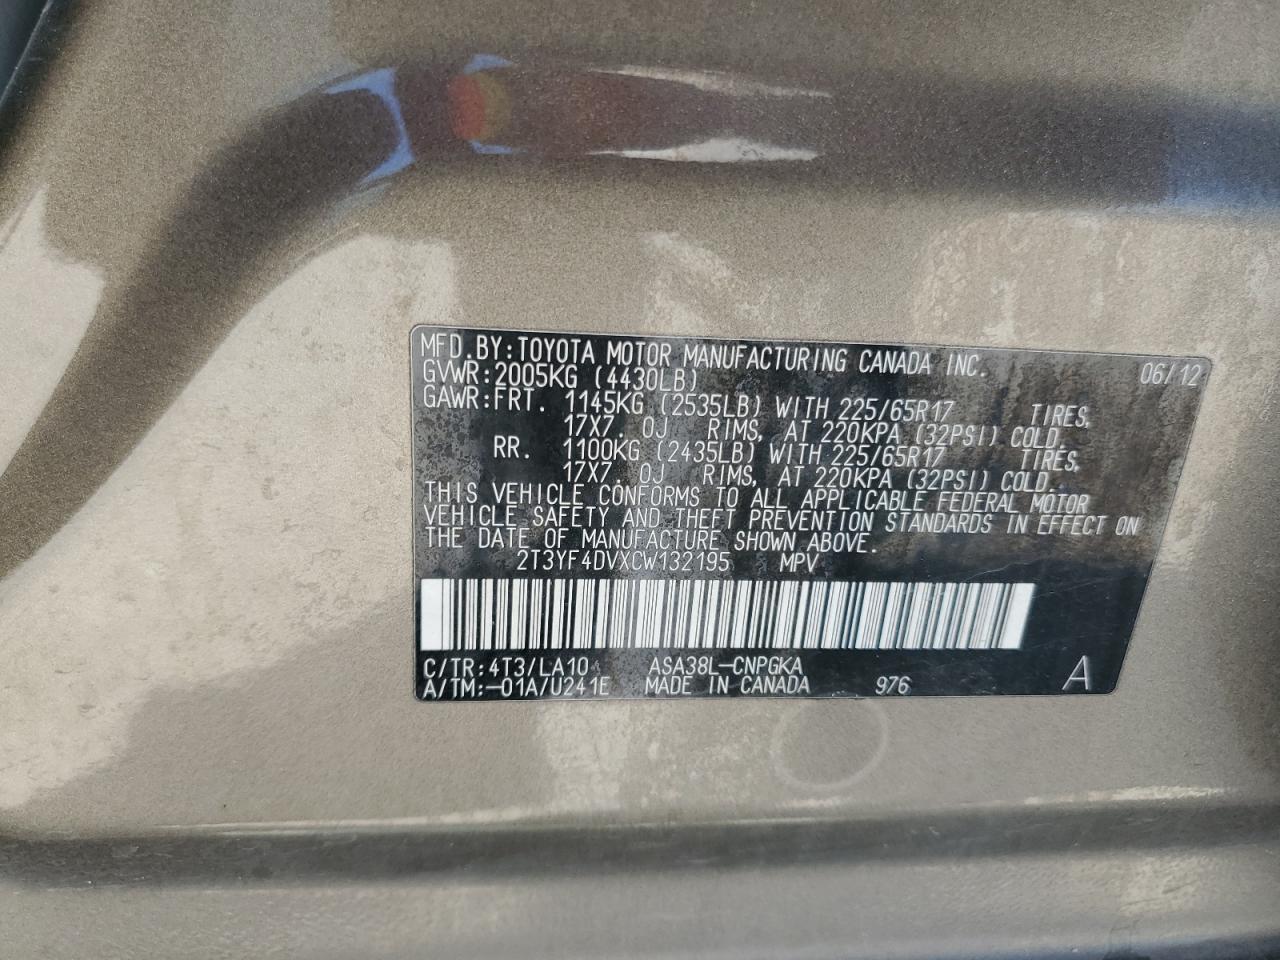 MFD.BY:TOYOTA MOTOR MANUFACTURING CANADA INC. 06/12
GVWR:2005KG (4430LB)
GAWR:FRT. 1145KG (2535LB) WITH 225/65R17 TIRES,
17X7. 0J RIMS, AT 220KPA (32PSI) COLD.
RR. 1100KG (2435LB) WITH 225/65R17 TIRES,
17X7. 0J RIMS, AT 220KPA (32PSI) COLD.
THIS VEHICLE CONFORMS TO ALL APPLICABLE FEDERAL MOTOR
VEHICLE SAFETY AND THEFT PREVENTION STANDARDS IN EFFECT ON
THE DATE OF MANUFACTURE SHOWN ABOVE.
2T3YF4DVXCW132195 MPV
C/TR:4T3/LA10 ASA38L-CNPGKA
A/TM:-01A/U241E MADE IN CANADA 976 A